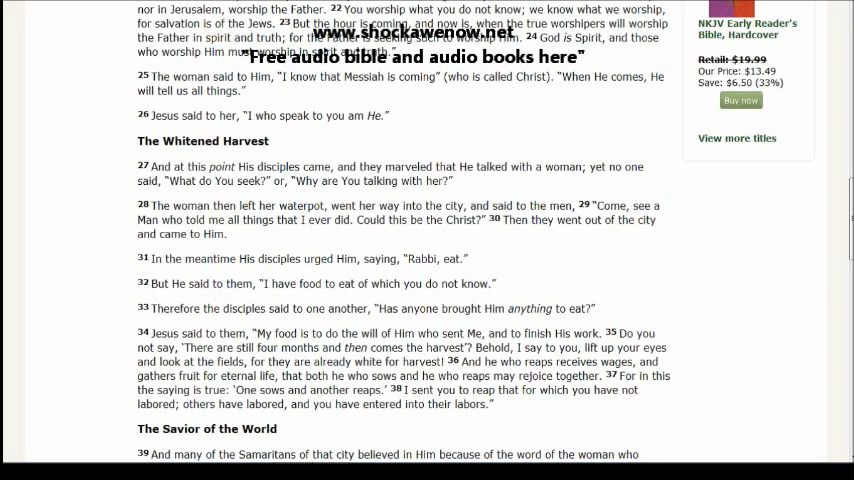 nor in Jerusalem, worship the Father. 22 You worship what you do not know; we know what we worship,
for salvation is of the Jews. 23 But the hour is coming, and now is, when the true worshipers will worship
the Father in spirit and truth; for the Father is seeking such to worship Him. 24 God is Spirit, and those
who worship Him must worship in spirit and truth.”
www.shockawenow.net
"Free audio bible and audio books here"
25 The woman said to Him, “I know that Messiah is coming” (who is called Christ). “When He comes, He
will tell us all things.”
26 Jesus said to her, “I who speak to you am He.”
The Whitened Harvest
27 And at this point His disciples came, and they marveled that He talked with a woman; yet no one
said, “What do You seek?” or, “Why are You talking with her?”
28 The woman then left her waterpot, went her way into the city, and said to the men, 29 “Come, see a
Man who told me all things that I ever did. Could this be the Christ?” 30 Then they went out of the city
and came to Him.
31 In the meantime His disciples urged Him, saying, “Rabbi, eat.”
32 But He said to them, “I have food to eat of which you do not know.”
33 Therefore the disciples said to one another, “Has anyone brought Him anything to eat?”
34 Jesus said to them, “My food is to do the will of Him who sent Me, and to finish His work. 35 Do you
not say, ‘There are still four months and then comes the harvest’? Behold, I say to you, lift up your eyes
and look at the fields, for they are already white for harvest! 36 And he who reaps receives wages, and
gathers fruit for eternal life, that both he who sows and he who reaps may rejoice together. 37 For in this
the saying is true: ‘One sows and another reaps.’ 38 I sent you to reap that for which you have not
labored; others have labored, and you have entered into their labors.”
The Savior of the World
39 And many of the Samaritans of that city believed in Him because of the word of the woman who
NKJV Early Reader's
Bible, Hardcover
Retail: $19.99
Our Price: $13.49
Save: $6.50 (33%)
Buy now
View more titles